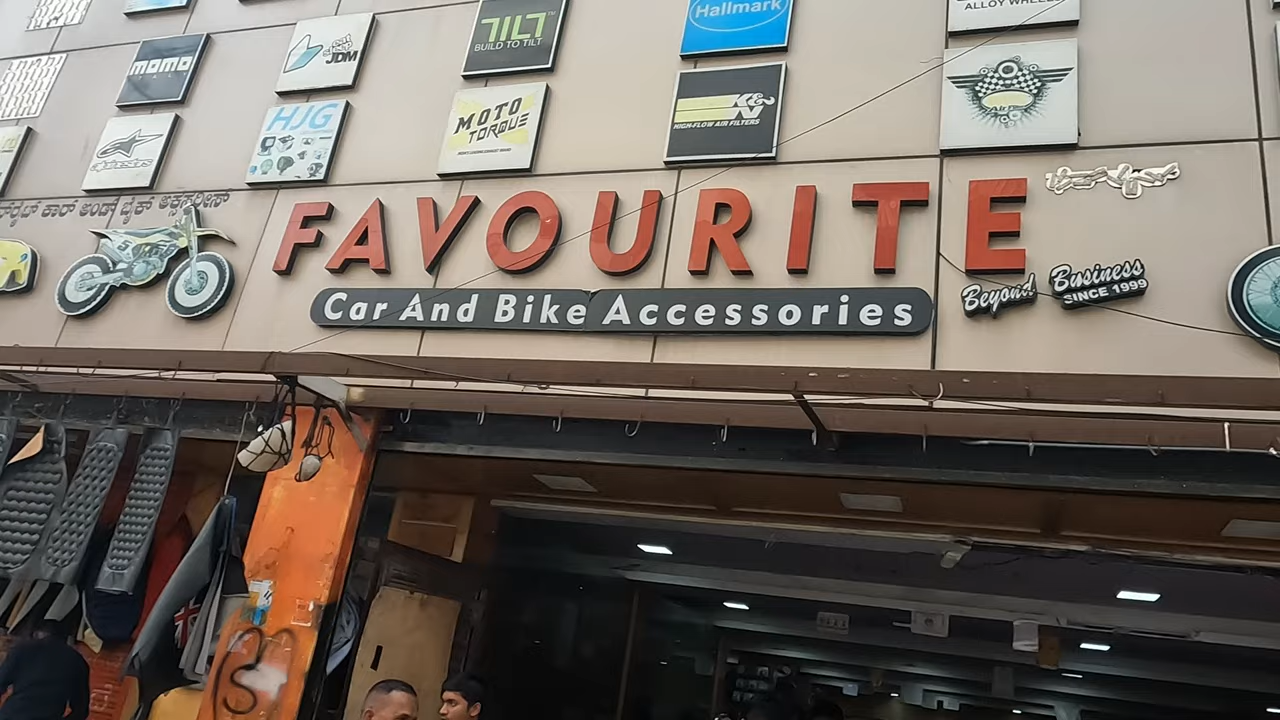 Hallmark
ALLOY WHEELS
TILT
BUILD TO TILT
JDM
MOMO
HJG
MOTO
TORQUE
K&N
HIGH-FLOW AIR FILTERS
alpinestars
ಕಾರ್ ಅಂಡ್ ಬೈಕ್
FAVOURITE
Car And Bike Accessories
Beyond Business
SINCE 1999